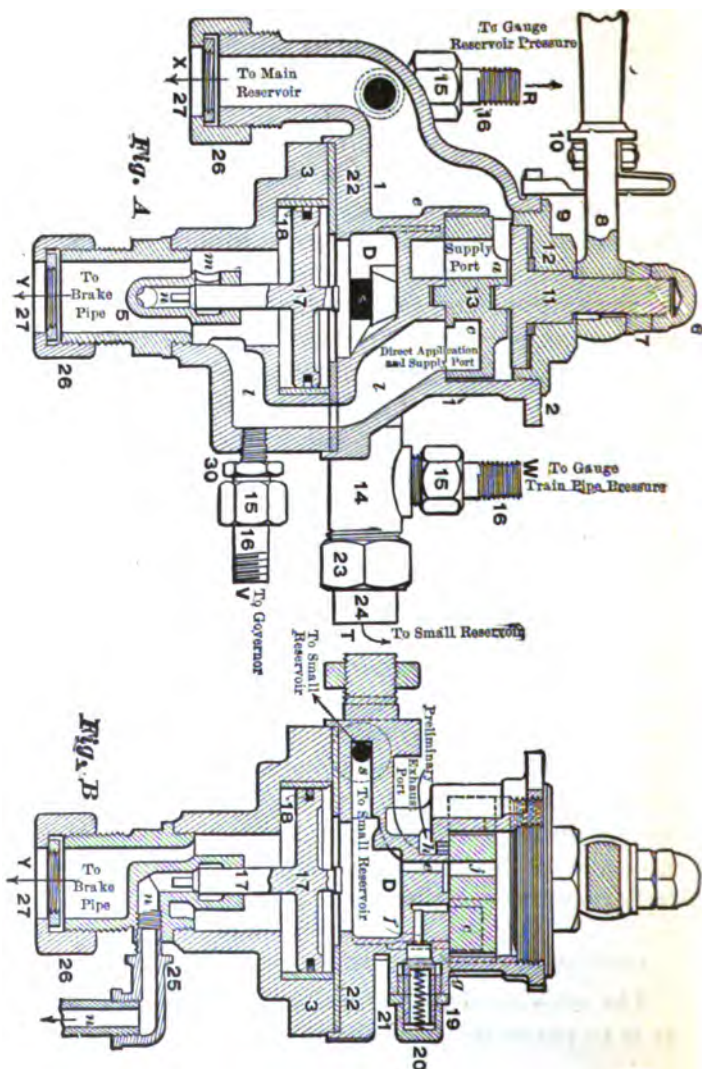 To Gauge
Reservoir Pressure
R
15
16
10
8
9
7
6
To Main
Reservoir
X
27
26
Fig. A
3
22
1
e
D
Supply
Port
a
12
11
13
c
Direct Application
and Supply Port
2
18
17
m
n
5
To
Brake
Pipe
Y
27
26
l
l
30
15
16
V
To Governor
14
15
16
W
To Gauge
Train Pipe Pressure
23
24
T
To Small Reservoir
To Small
Reservoir
Preliminary
Exhaust
Port
s
To Small Reservoir
h
e
j
D
f
g
19
20
21
22
3
18
17
17
Fig. B
To
Brake
Pipe
Y
27
26
n
25
n